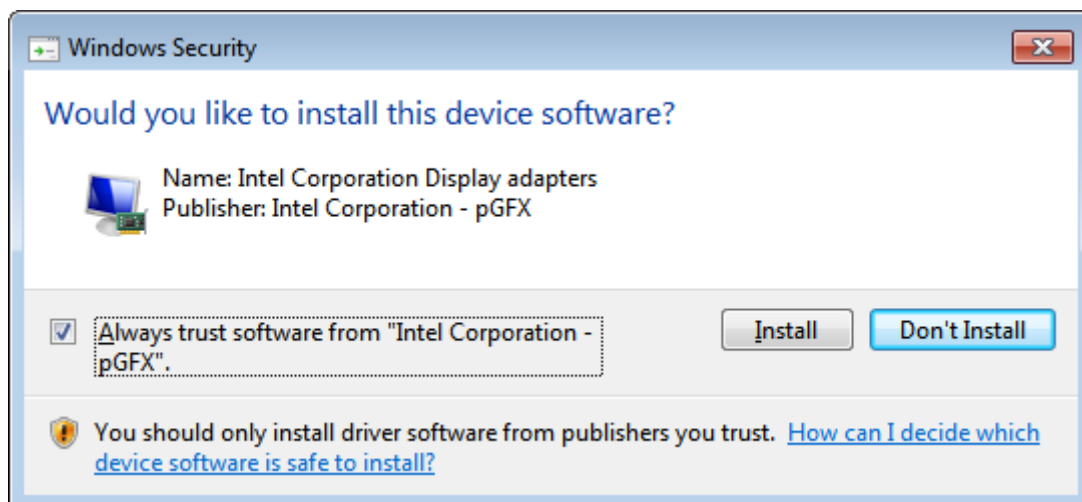 Windows Security
Would you like to install this device software?
Name: Intel Corporation Display adapters
Publisher: Intel Corporation - pGFX
Always trust software from "Intel Corporation -
pGFX".
Install
Don't Install
You should only install driver software from publishers you trust. How can I decide which
device software is safe to install?